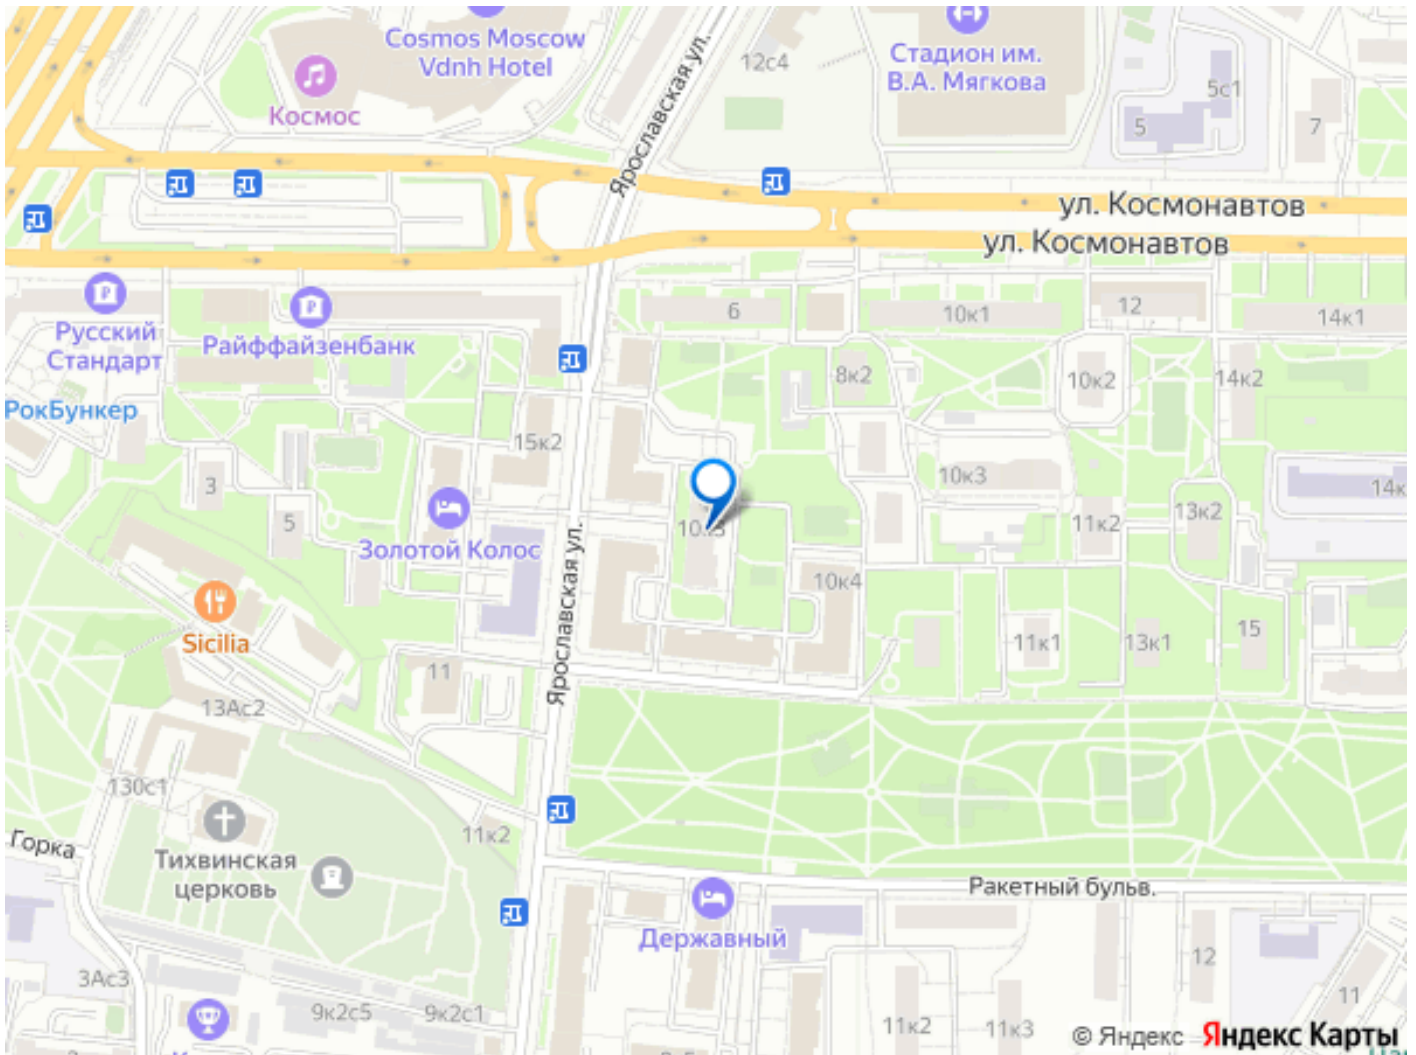 Cosmos Moscow
Vdnh Hotel
Космос
Ярославская ул.
12с4
Стадион им.
В.А. Мягкова
5с1
5
7
ул. Космонавтов
ул. Космонавтов
Русский
Стандарт
Райффайзенбанк
6
10к1
12
14к1
8к2
10к2
14к2
РокБункер
15к2
3
5
10к3
14к
Золотой Колос
Ярославская ул.
11к2
13к2
10к4
Sicilia
11к1
13к1
15
11
13Ас2
130с1
11к2
Горка
Тихвинская
церковь
Ракетный бульв.
Державный
3Ас3
9к2с5
9к2с1
12
11
11к2
11к3
© Яндекс Яндекс Карты